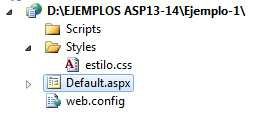 D:\EJEMPLOS ASP13-14\Ejemplo-1\
Scripts
Styles
estilo.css
Default.aspx
web.config